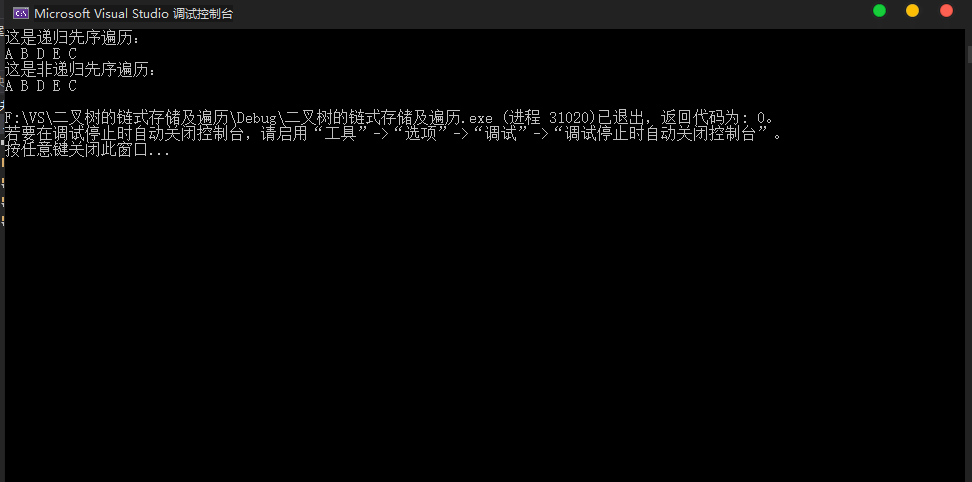 Microsoft Visual Studio 调试控制台
这是递归先序遍历：
A B D E C
这是非递归先序遍历：
A B D E C
F:\VS\二叉树的链式存储及遍历\Debug\二叉树的链式存储及遍历.exe (进程 31020)已退出，返回代码为: 0。
若要在调试停止时自动关闭控制台，请启用“工具”->“选项”->“调试”->“调试停止时自动关闭控制台”。
按任意键关闭此窗口...